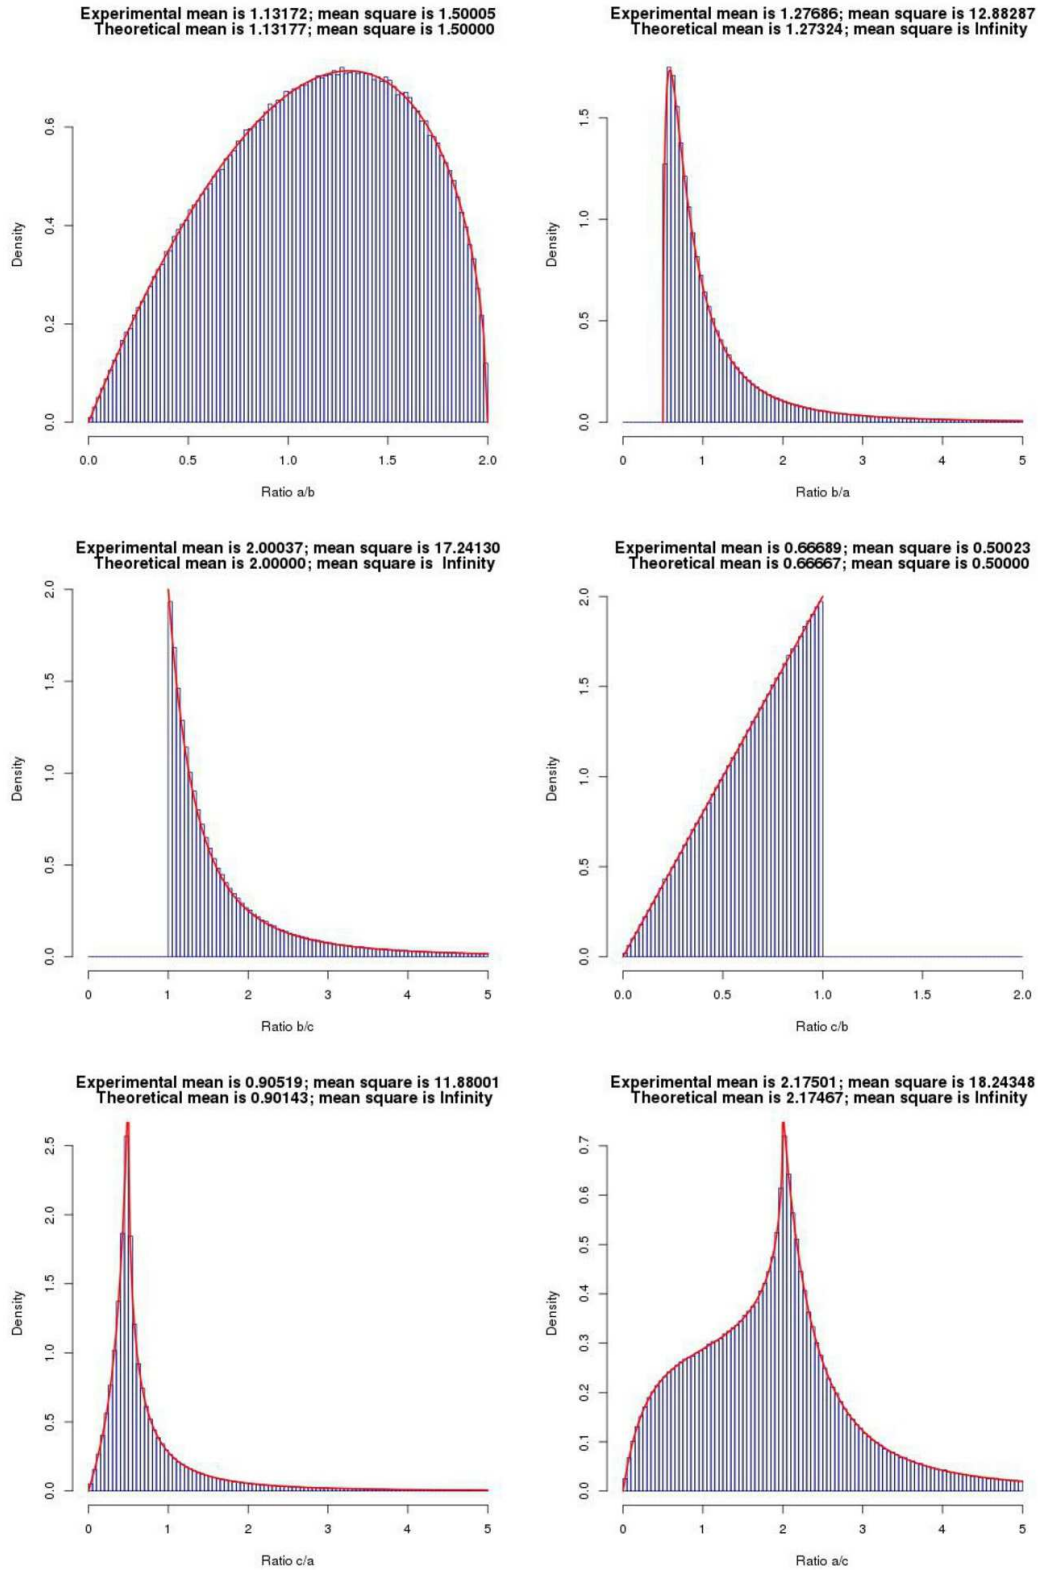 Experimental mean is 1.13172; mean square is 1.50005
Theoretical mean is 1.13177; mean square is 1.50000
Density
0.0
0.2
0.4
0.6
0.0 0.5 1.0 1.5 2.0
Ratio a/b
Experimental mean is 1.27686; mean square is 12.88287
Theoretical mean is 1.27324; mean square is Infinity
Density
0.0
0.5
1.0
1.5
0 1 2 3 4 5
Ratio b/a
Experimental mean is 2.00037; mean square is 17.24130
Theoretical mean is 2.00000; mean square is Infinity
Density
0.0
0.5
1.0
1.5
2.0
0 1 2 3 4 5
Ratio b/c
Experimental mean is 0.66689; mean square is 0.50023
Theoretical mean is 0.66667; mean square is 0.50000
Density
0.0
0.5
1.0
1.5
2.0
0.0 0.5 1.0 1.5 2.0
Ratio c/b
Experimental mean is 0.90519; mean square is 11.88001
Theoretical mean is 0.90143; mean square is Infinity
Density
0.0
0.5
1.0
1.5
2.0
2.5
0 1 2 3 4 5
Ratio c/a
Experimental mean is 2.17501; mean square is 18.24348
Theoretical mean is 2.17467; mean square is Infinity
Density
0.0
0.1
0.2
0.3
0.4
0.5
0.6
0.7
0 1 2 3 4 5
Ratio a/c